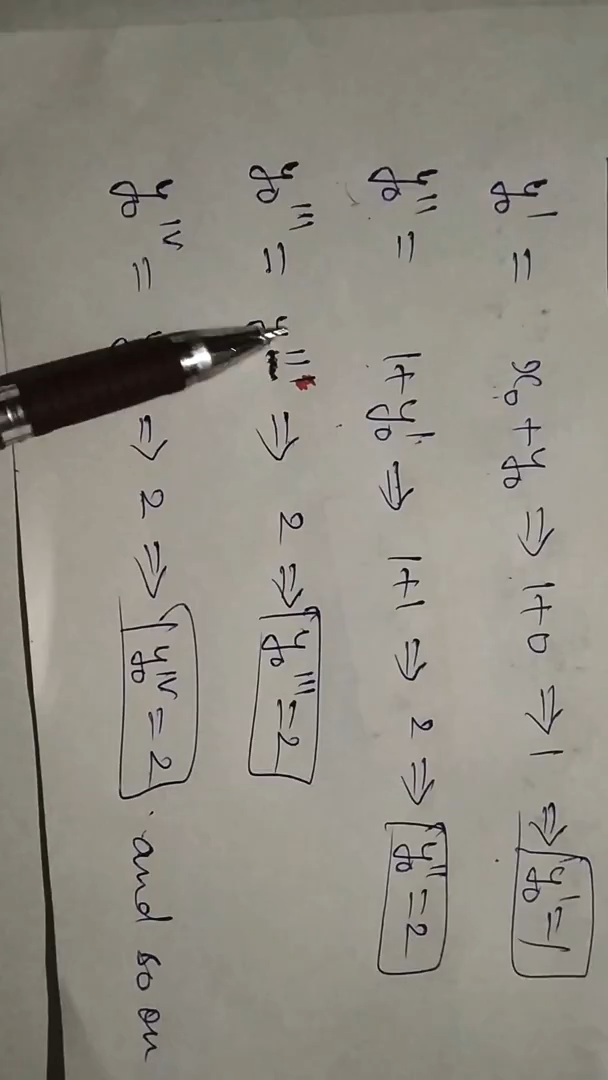 y₀' = x₀ + y₀ ⇒ 1+0 ⇒ 1 ⇒ y₀' = 1
y₀'' = 1+y₀' ⇒ 1+1 ⇒ 2 ⇒ y₀'' = 2
y₀''' = ⇒ 2 ⇒ y₀''' = 2
y₀ⁱᵛ = ⇒ 2 ⇒ y₀ⁱᵛ = 2. and so on